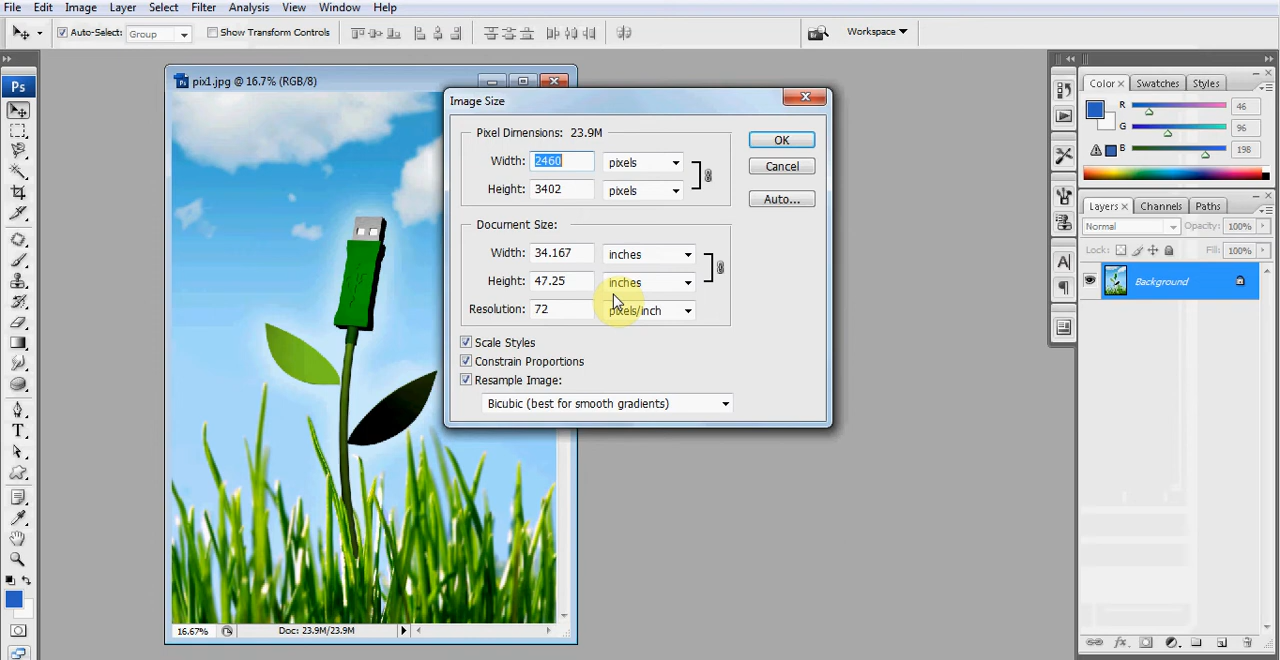 File Edit Image Layer Select Filter Analysis View Window Help
Auto-Select: Group Show Transform Controls Workspace
Ps
pix1.jpg @ 16.7% (RGB/8)
Image Size
Pixel Dimensions: 23.9M
Width: 2460 pixels
Height: 3402 pixels
OK
Cancel
Auto...
Document Size:
Width: 34.167 inches
Height: 47.25 inches
Resolution: 72 pixels/inch
Scale Styles
Constrain Proportions
Resample Image:
Bicubic (best for smooth gradients)
16.67% Doc: 23.9M/23.9M
Color × Swatches Styles
R 46
G 96
B 198
Layers × Channels Paths
Normal Opacity: 100%
Lock: Fill: 100%
Background